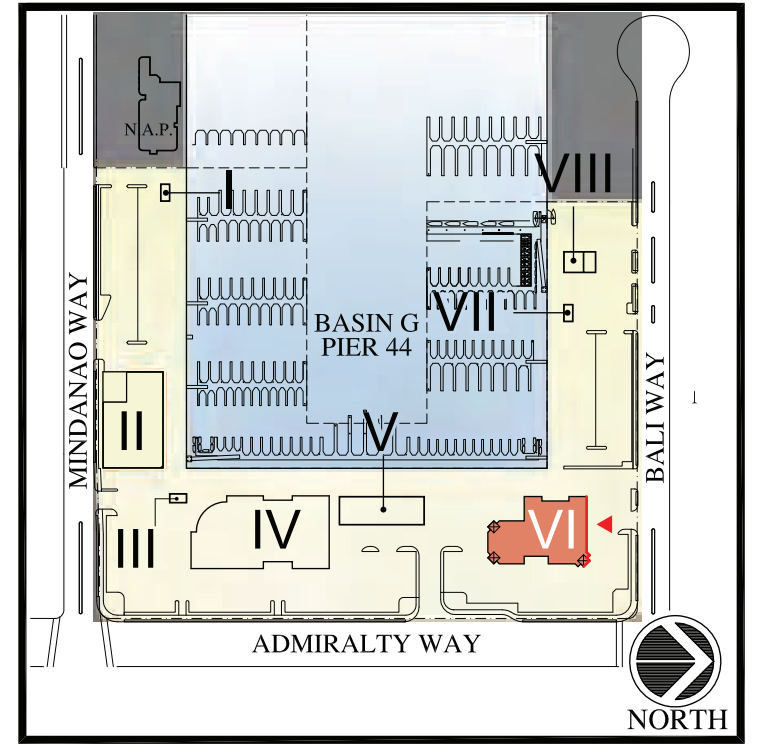 N.A.P.
I
VIII
MINDANAO WAY
BASIN G
PIER 44
VII
BALI WAY
II
V
III
IV
VI
ADMIRALTY WAY
NORTH